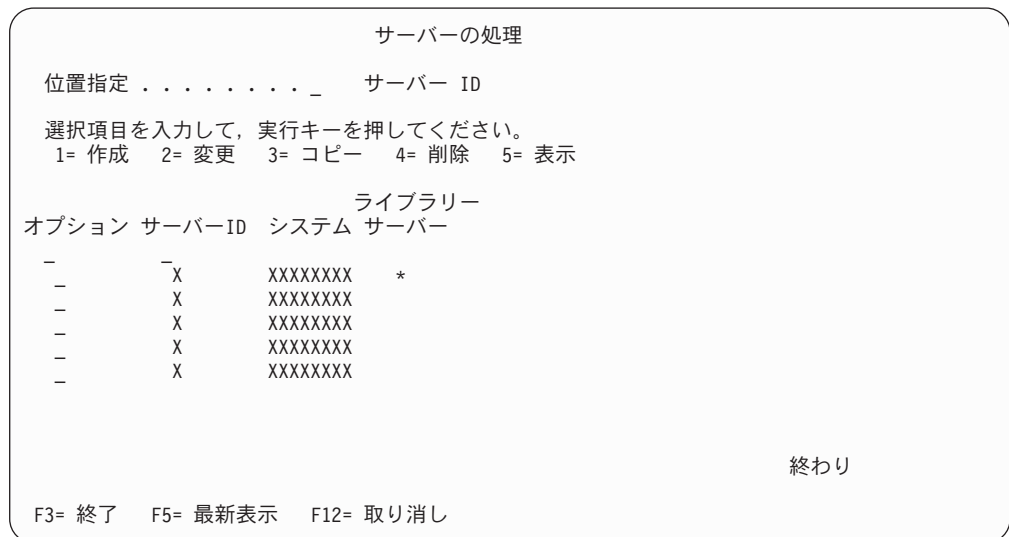 サーバーの処理
位置指定 . . . . . . . . _ サーバー ID
選択項目を入力して, 実行キーを押してください。
1= 作成 2= 変更 3= コピー 4= 削除 5= 表示
ライブラリー
オプション サーバーID システム サーバー
_ _
_ X XXXXXXXX *
_ X XXXXXXXX
_ X XXXXXXXX
_ X XXXXXXXX
_ X XXXXXXXX
終わり
F3= 終了 F5= 最新表示 F12= 取り消し